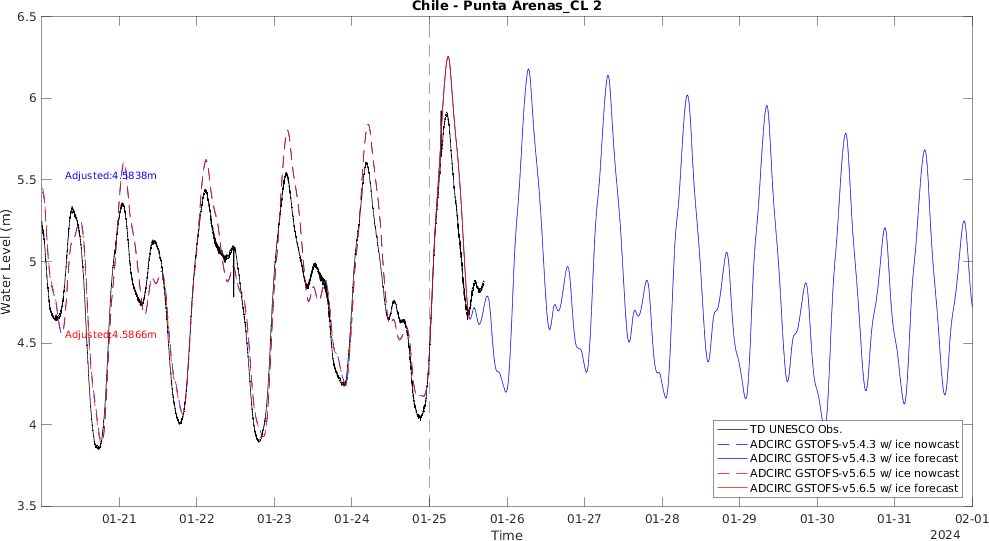 Chile - Punta Arenas_CL 2
6.5
6
5.5
5
4.5
4
3.5
Water Level (m)
Adjusted:4.5838m
Adjusted:4.5866m
TD UNESCO Obs.
ADCIRC GSTOFS-v5.4.3 w/ ice nowcast
ADCIRC GSTOFS-v5.4.3 w/ ice forecast
ADCIRC GSTOFS-v5.6.5 w/ ice nowcast
ADCIRC GSTOFS-v5.6.5 w/ ice forecast
01-21 01-22 01-23 01-24 01-25 01-26 01-27 01-28 01-29 01-30 01-31 02-01
Time
2024